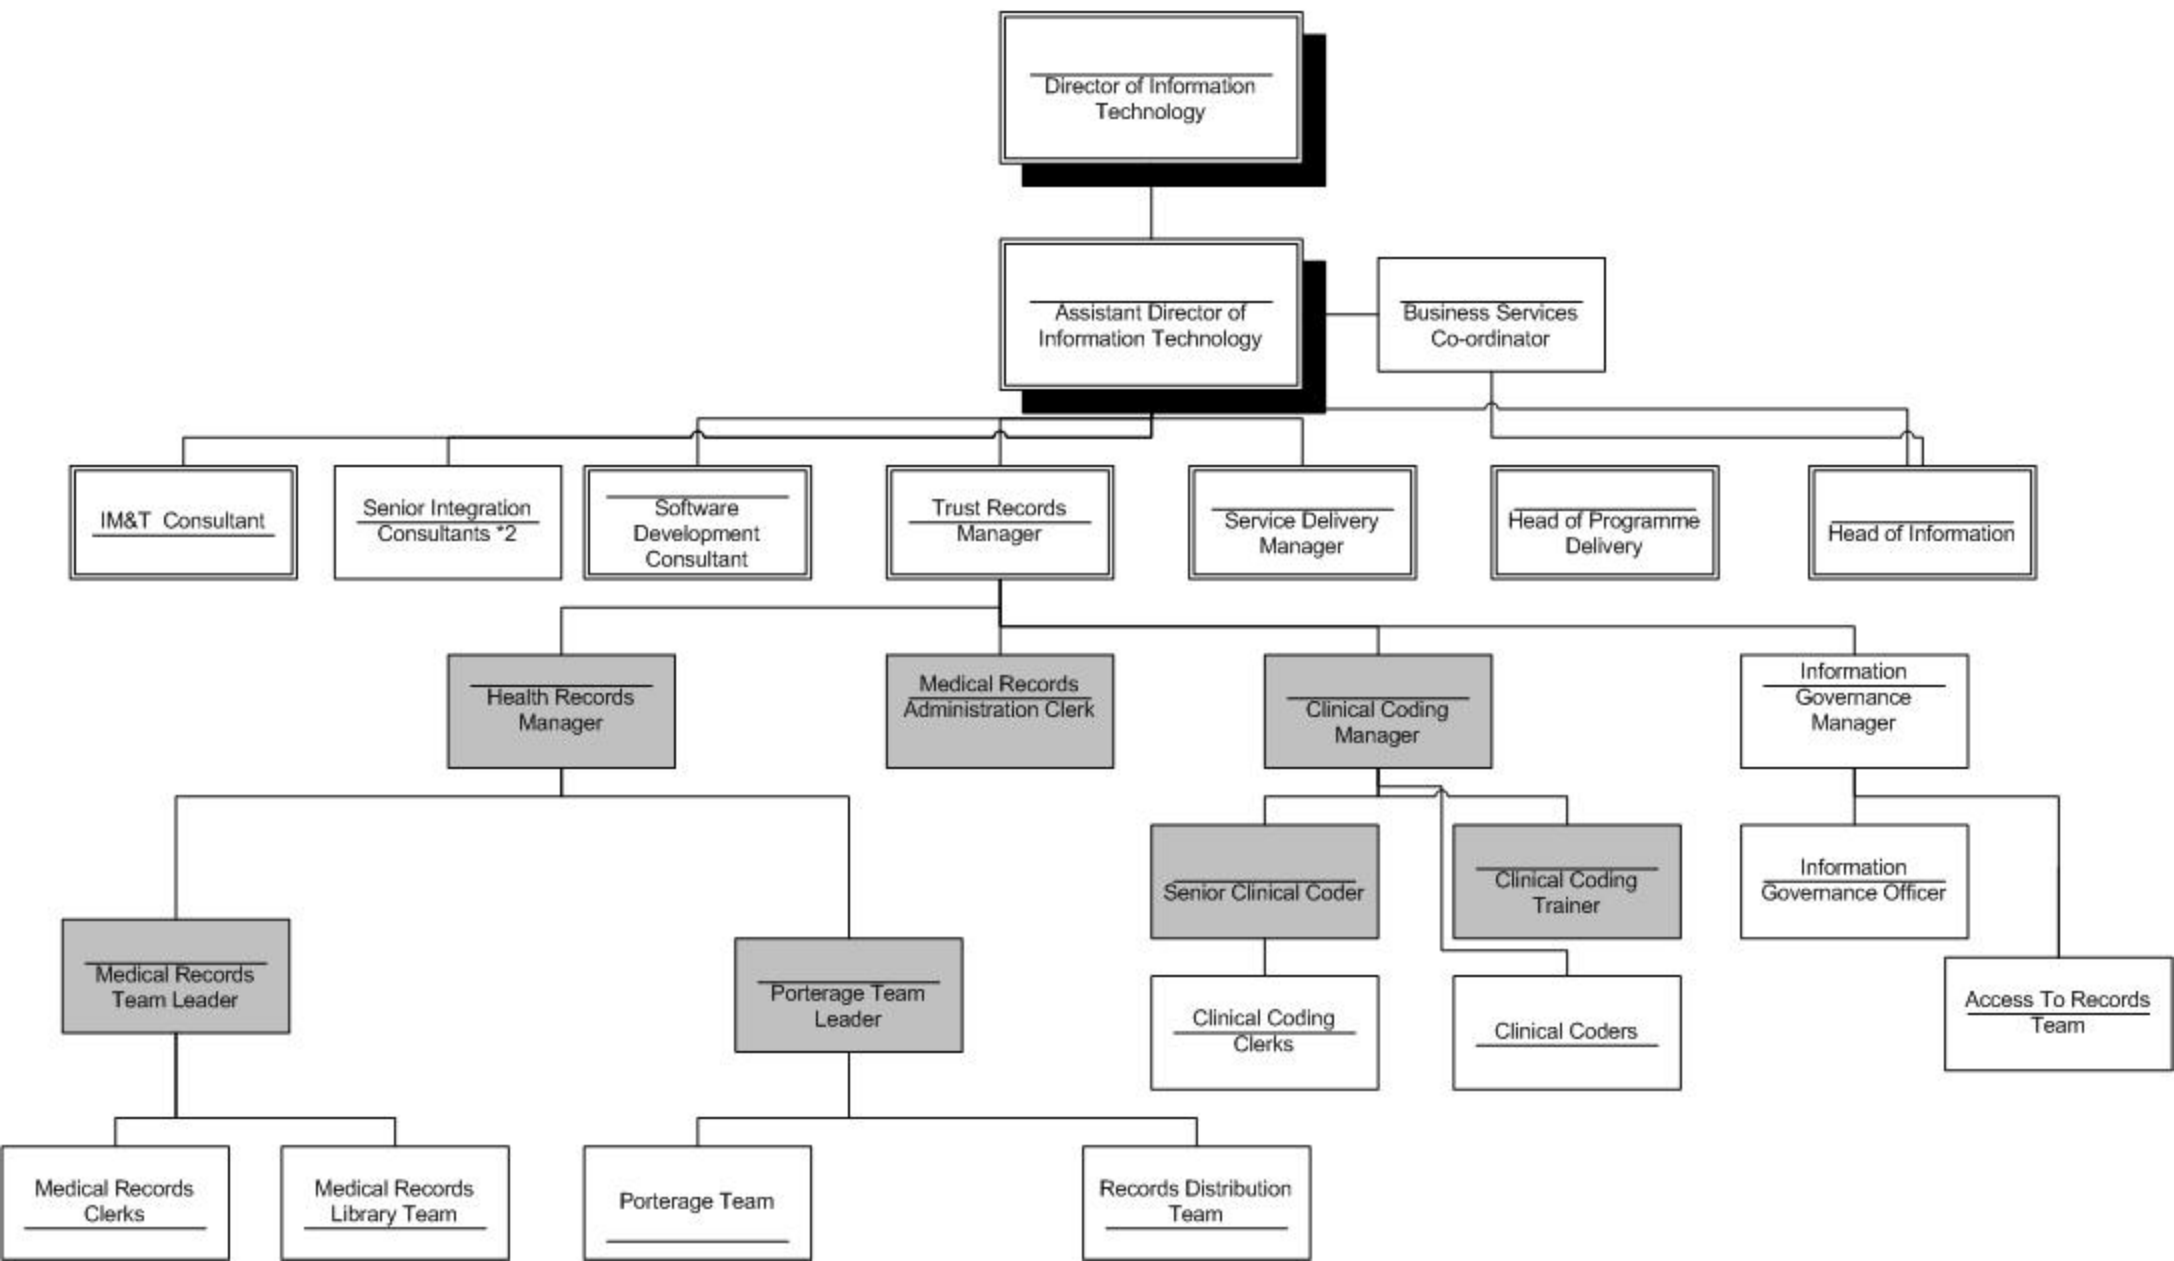 Director of Information
Technology
Assistant Director of
Information Technology
Business Services
Co-ordinator
IM&T  Consultant
Senior Integration
Consultants *2
Software
Development
Consultant
Trust Records
Manager
Service Delivery
Manager
Head of Programme
Delivery
Head of Information
Health Records
Manager
Medical Records
Administration Clerk
Clinical Coding
Manager
Information
Governance
Manager
Senior Clinical Coder
Clinical Coding
Trainer
Information
Governance Officer
Medical Records
Team Leader
Porterage Team
Leader
Clinical Coding
Clerks
Clinical Coders
Access To Records
Team
Medical Records
Clerks
Medical Records
Library Team
Porterage Team
Records Distribution
Team